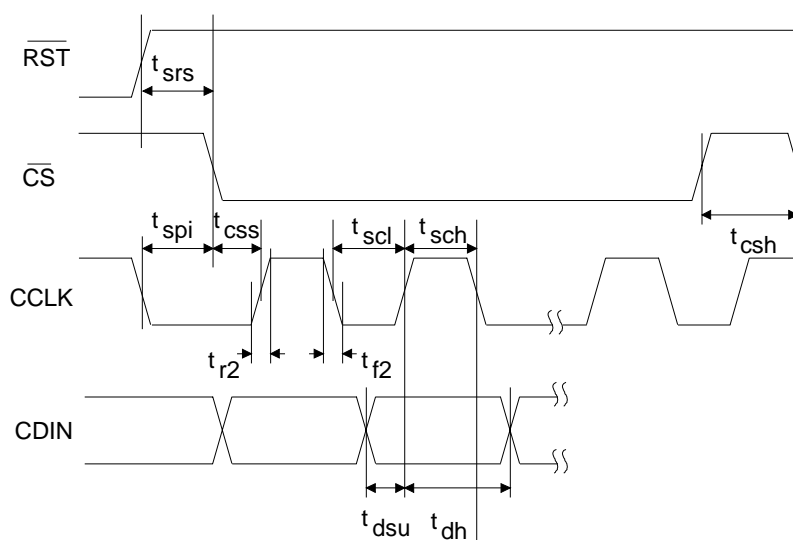 RST
t srs
CS
t spi
t css
t scl
t sch
t csh
CCLK
t r2
t f2
CDIN
t dsu
t dh